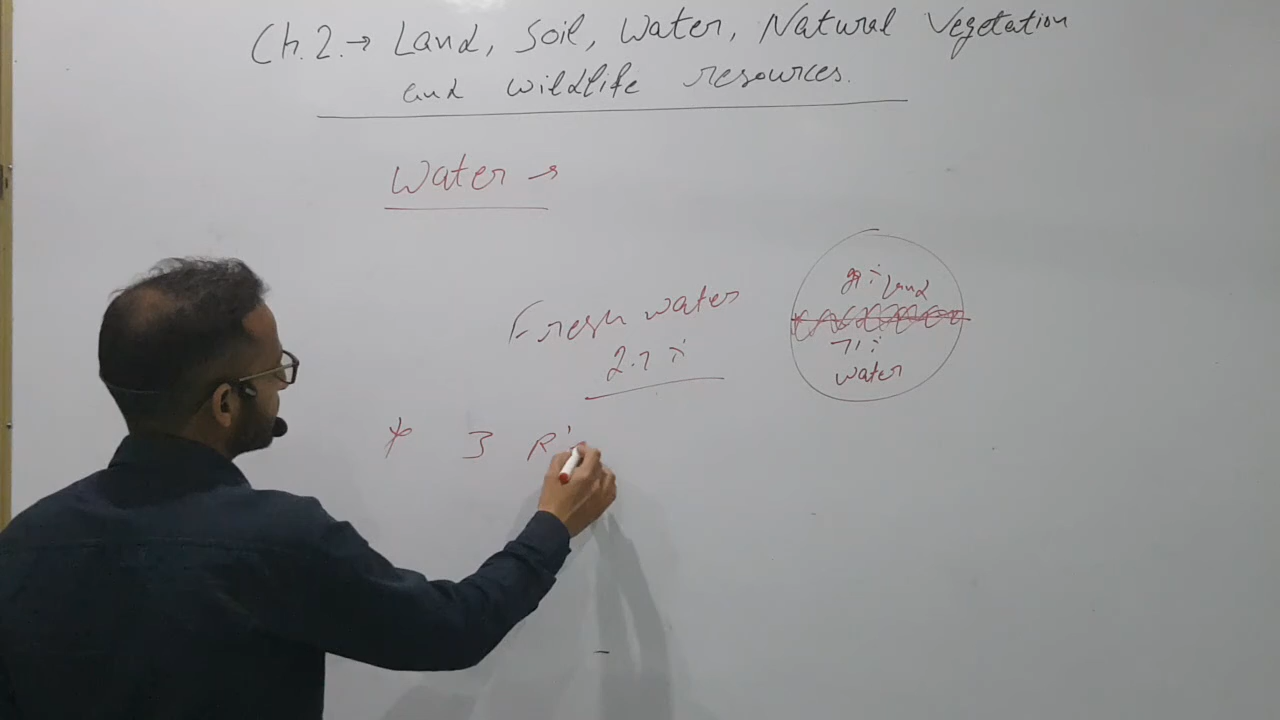 Ch.2.→ Land, Soil, Water, Natural Vegetation
and wildlife resources.
Water →
Fresh water
2.7 %
% Land
71 %
water
* 3 R's